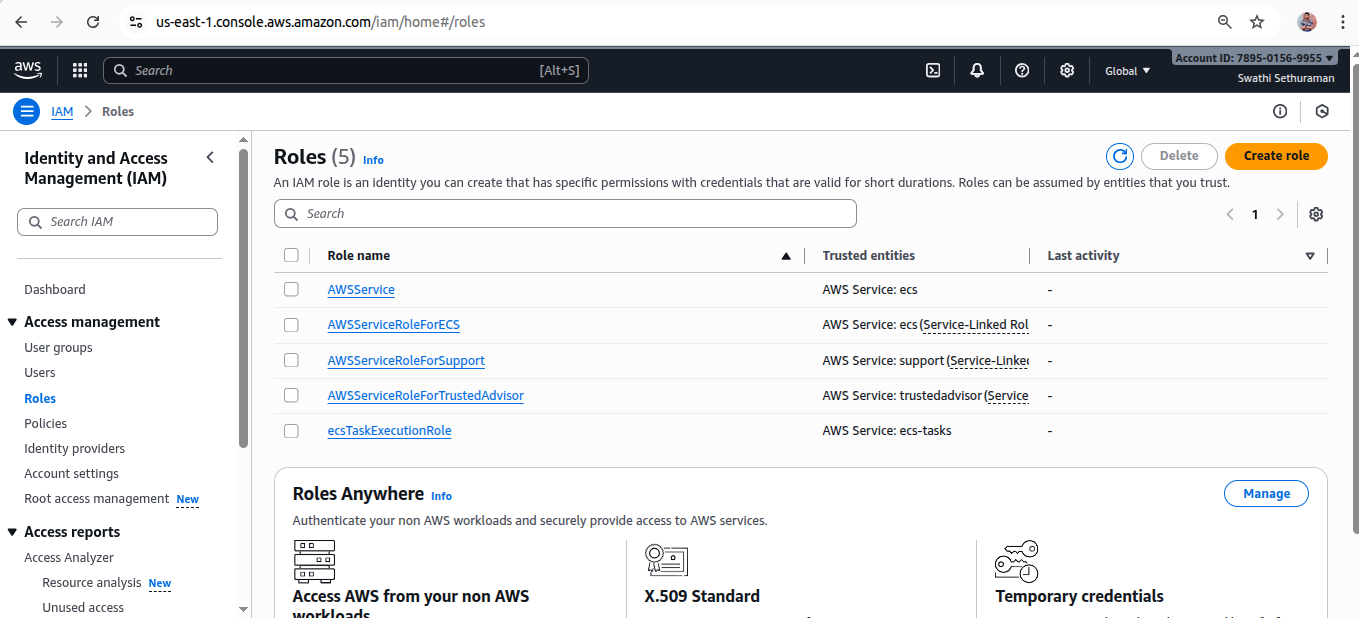 us-east-1.console.aws.amazon.com/iam/home#/roles
aws
Search
[Alt+S]
Global
Account ID: 7895-0156-9955
Swathi Sethuraman
IAM
Roles
Identity and Access
Management (IAM)
Search IAM
Dashboard
Access management
User groups
Users
Roles
Policies
Identity providers
Account settings
Root access management New
Access reports
Access Analyzer
Resource analysis New
Unused access
Roles (5) Info
Delete
Create role
An IAM role is an identity you can create that has specific permissions with credentials that are valid for short durations. Roles can be assumed by entities that you trust.
Search
1
Role name Trusted entities Last activity
AWSService AWS Service: ecs -
AWSServiceRoleForECS AWS Service: ecs (Service-Linked Rol -
AWSServiceRoleForSupport AWS Service: support (Service-Linked -
AWSServiceRoleForTrustedAdvisor AWS Service: trustedadvisor (Service -
ecsTaskExecutionRole AWS Service: ecs-tasks -
Roles Anywhere Info
Manage
Authenticate your non AWS workloads and securely provide access to AWS services.
Access AWS from your non AWS
workloads
X.509 Standard
Temporary credentials